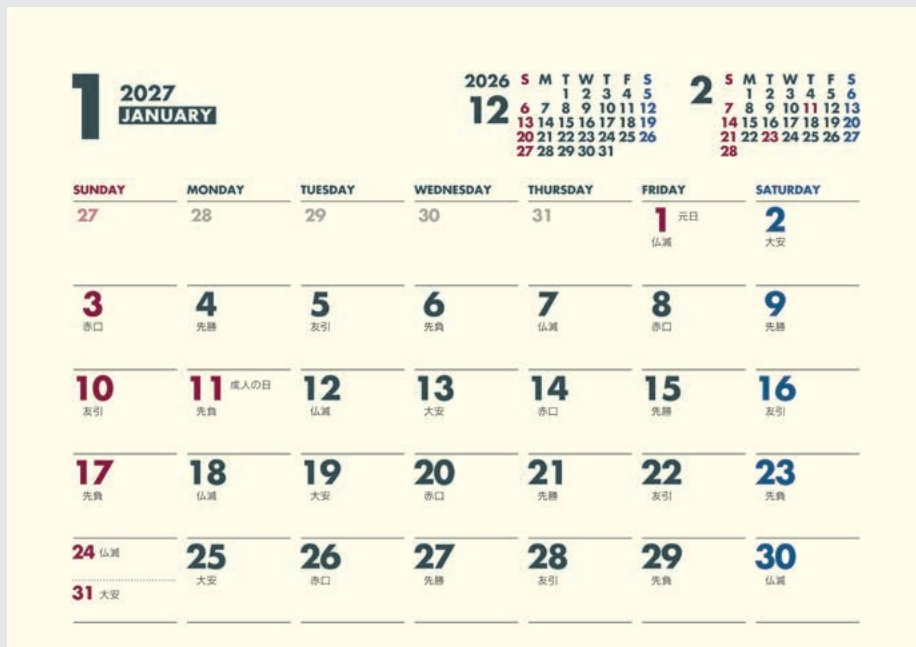 1 2027 JANUARY
2026 12
S M T W T F S
1 2 3 4 5
6 7 8 9 10 11 12
13 14 15 16 17 18 19
20 21 22 23 24 25 26
27 28 29 30 31
2
S M T W T F S
1 2 3 4 5 6
7 8 9 10 11 12 13
14 15 16 17 18 19 20
21 22 23 24 25 26 27
28
SUNDAY MONDAY TUESDAY WEDNESDAY THURSDAY FRIDAY SATURDAY
27 28 29 30 31 1 元日 2
仏滅 大安
3 4 5 6 7 8 9
赤口 先勝 友引 先負 仏滅 赤口 先勝
10 11 成人の日 12 13 14 15 16
友引 先負 仏滅 大安 赤口 先勝 友引
17 18 19 20 21 22 23
先負 仏滅 大安 赤口 先勝 友引 先負
24 仏滅 25 26 27 28 29 30
大安 赤口 先勝 友引 先負 仏滅
31 大安